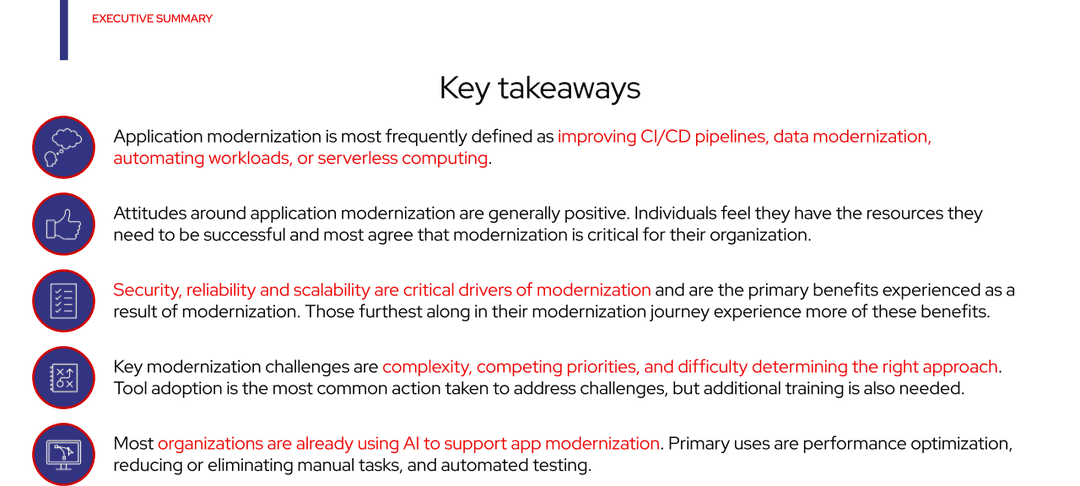 EXECUTIVE SUMMARY
Key takeaways
Application modernization is most frequently defined as improving CI/CD pipelines, data modernization,
automating workloads, or serverless computing.
Attitudes around application modernization are generally positive. Individuals feel they have the resources they
need to be successful and most agree that modernization is critical for their organization.
Security, reliability and scalability are critical drivers of modernization and are the primary benefits experienced as a
result of modernization. Those furthest along in their modernization journey experience more of these benefits.
Key modernization challenges are complexity, competing priorities, and difficulty determining the right approach.
Tool adoption is the most common action taken to address challenges, but additional training is also needed.
Most organizations are already using AI to support app modernization. Primary uses are performance optimization,
reducing or eliminating manual tasks, and automated testing.